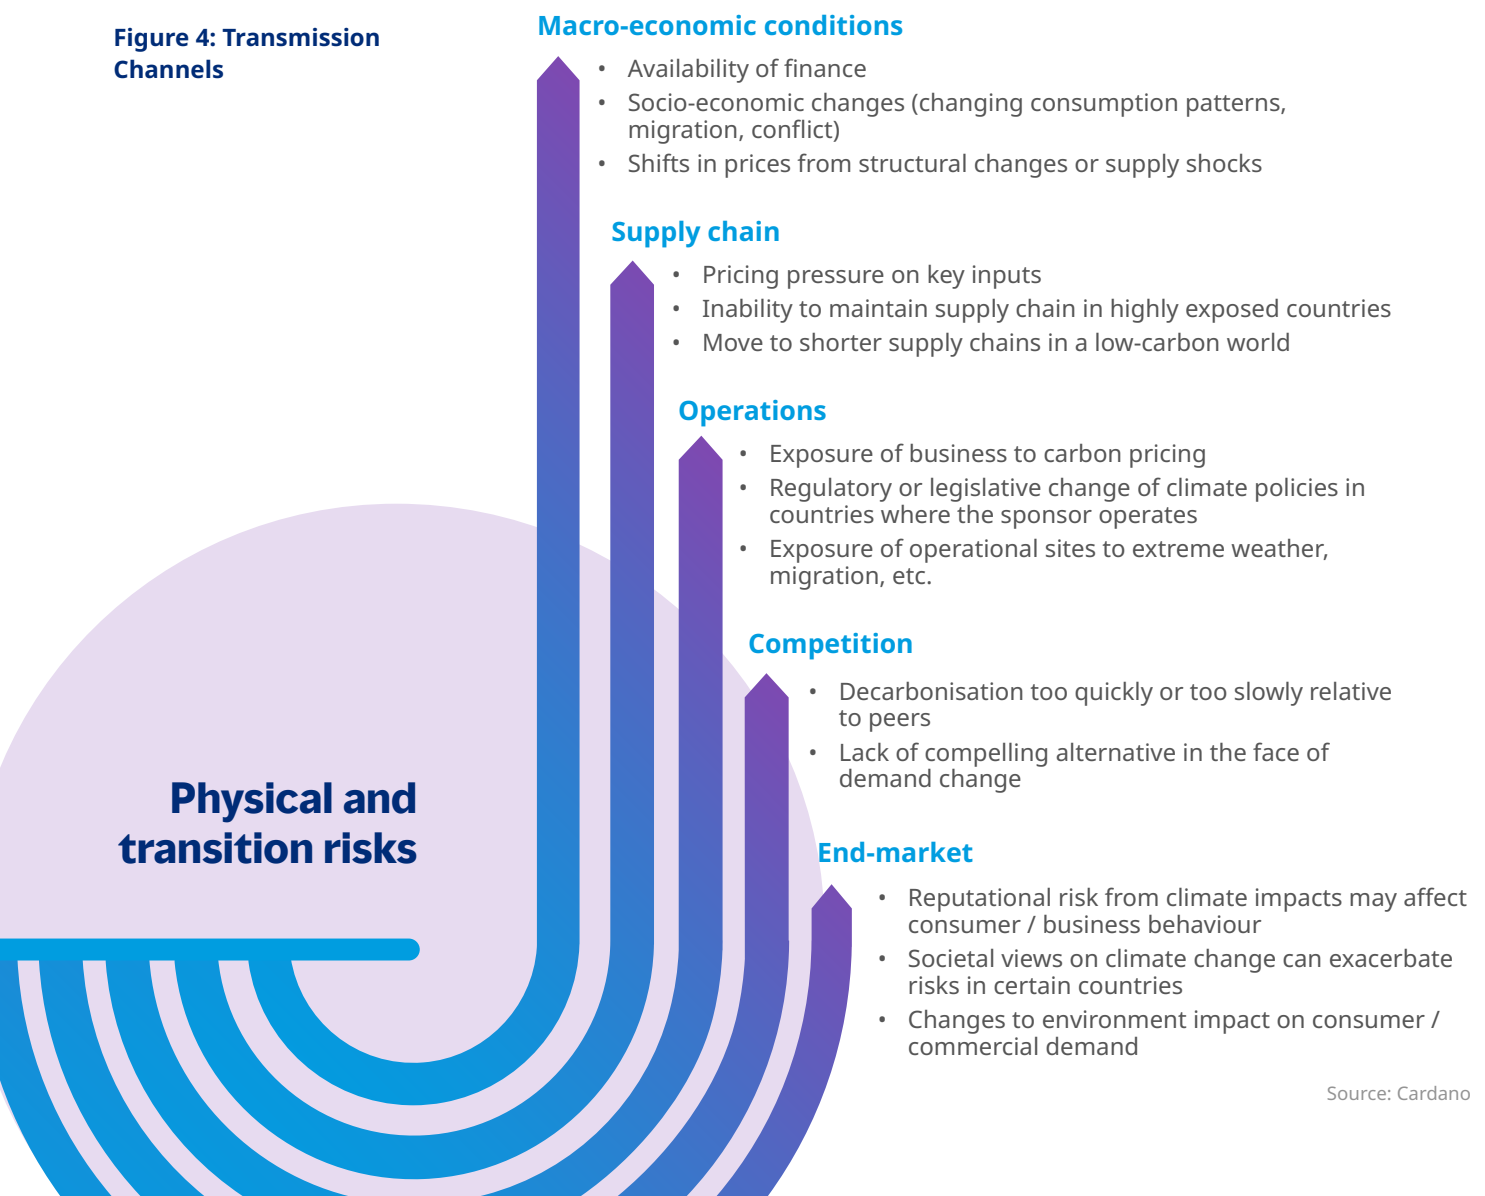 Figure 4: Transmission
Channels
Macro-economic conditions
• Availability of finance
• Socio-economic changes (changing consumption patterns,
migration, conflict)
• Shifts in prices from structural changes or supply shocks
Supply chain
• Pricing pressure on key inputs
• Inability to maintain supply chain in highly exposed countries
• Move to shorter supply chains in a low-carbon world
Operations
• Exposure of business to carbon pricing
• Regulatory or legislative change of climate policies in
countries where the sponsor operates
• Exposure of operational sites to extreme weather,
migration, etc.
Competition
• Decarbonisation too quickly or too slowly relative
to peers
• Lack of compelling alternative in the face of
demand change
Physical and
transition risks
End-market
• Reputational risk from climate impacts may affect
consumer / business behaviour
• Societal views on climate change can exacerbate
risks in certain countries
• Changes to environment impact on consumer /
commercial demand
Source: Cardano